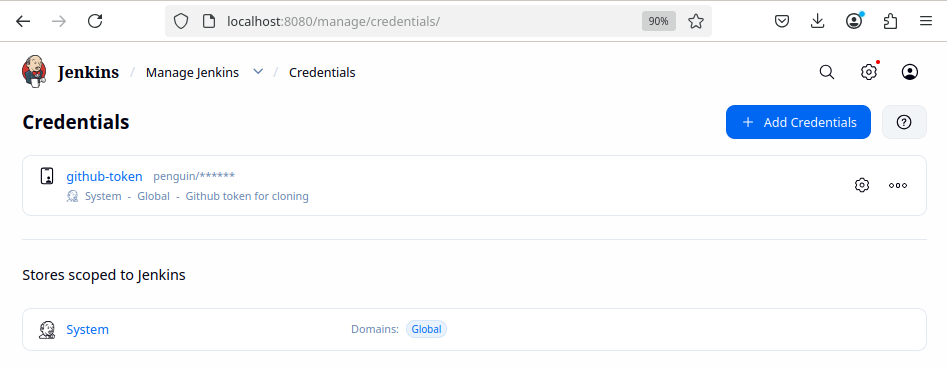 localhost:8080/manage/credentials/ 90%
Jenkins / Manage Jenkins / Credentials
Credentials
+ Add Credentials
github-token penguin/******
System - Global - Github token for cloning
Stores scoped to Jenkins
System Domains: Global